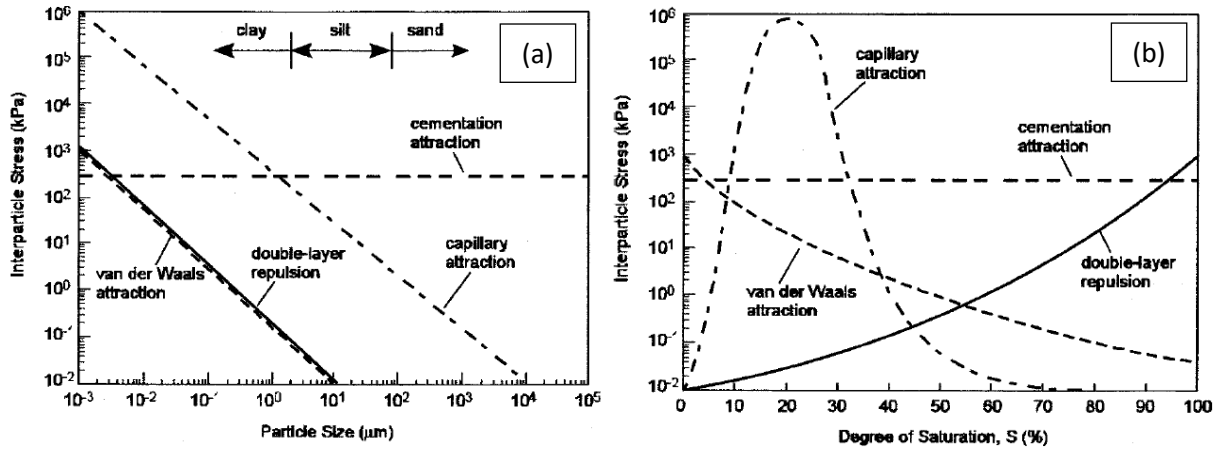 (a)
clay silt sand
Interparticle Stress (kPa)
10⁶
10⁵
10⁴
10³
10²
10¹
10⁰
10⁻¹
10⁻²
cementation
attraction
van der Waals
attraction
double-layer
repulsion
capillary
attraction
10⁻³ 10⁻² 10⁻¹ 10⁰ 10¹ 10² 10³ 10⁴ 10⁵
Particle Size (µm)
(b)
Interparticle Stress (kPa)
10⁶
10⁵
10⁴
10³
10²
10¹
10⁰
10⁻¹
10⁻²
capillary
attraction
cementation
attraction
van der Waals
attraction
double-layer
repulsion
0 10 20 30 40 50 60 70 80 90 100
Degree of Saturation, S (%)